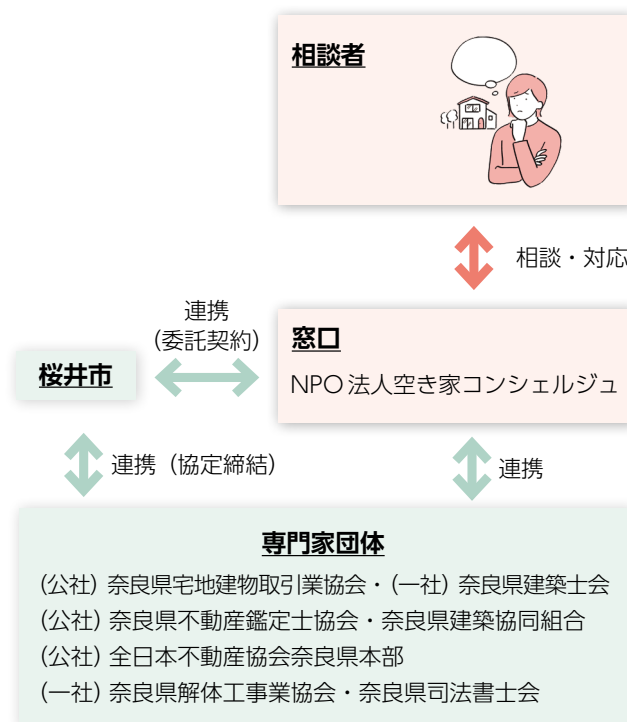 相談者
相談・対応
連携
(委託契約)
窓口
NPO法人空き家コンシェルジュ
桜井市
連携（協定締結）
連携
専門家団体
(公社) 奈良県宅地建物取引業協会・(一社) 奈良県建築士会
(公社) 奈良県不動産鑑定士協会・奈良県建築協同組合
(公社) 全日本不動産協会奈良県本部
(一社) 奈良県解体工事業協会・奈良県司法書士会